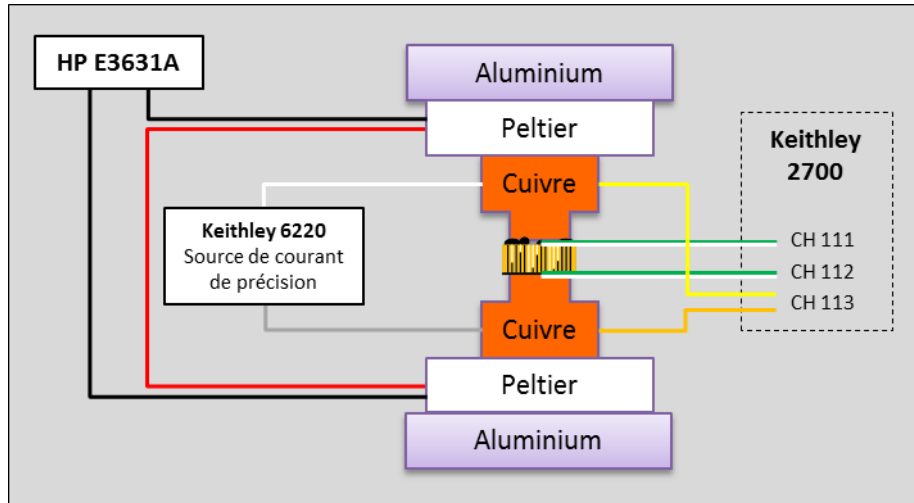 HP E3631A
Aluminium
Peltier
Cuivre
Keithley 6220
Source de courant
de précision
Keithley
2700
CH 111
CH 112
CH 113
Cuivre
Peltier
Aluminium